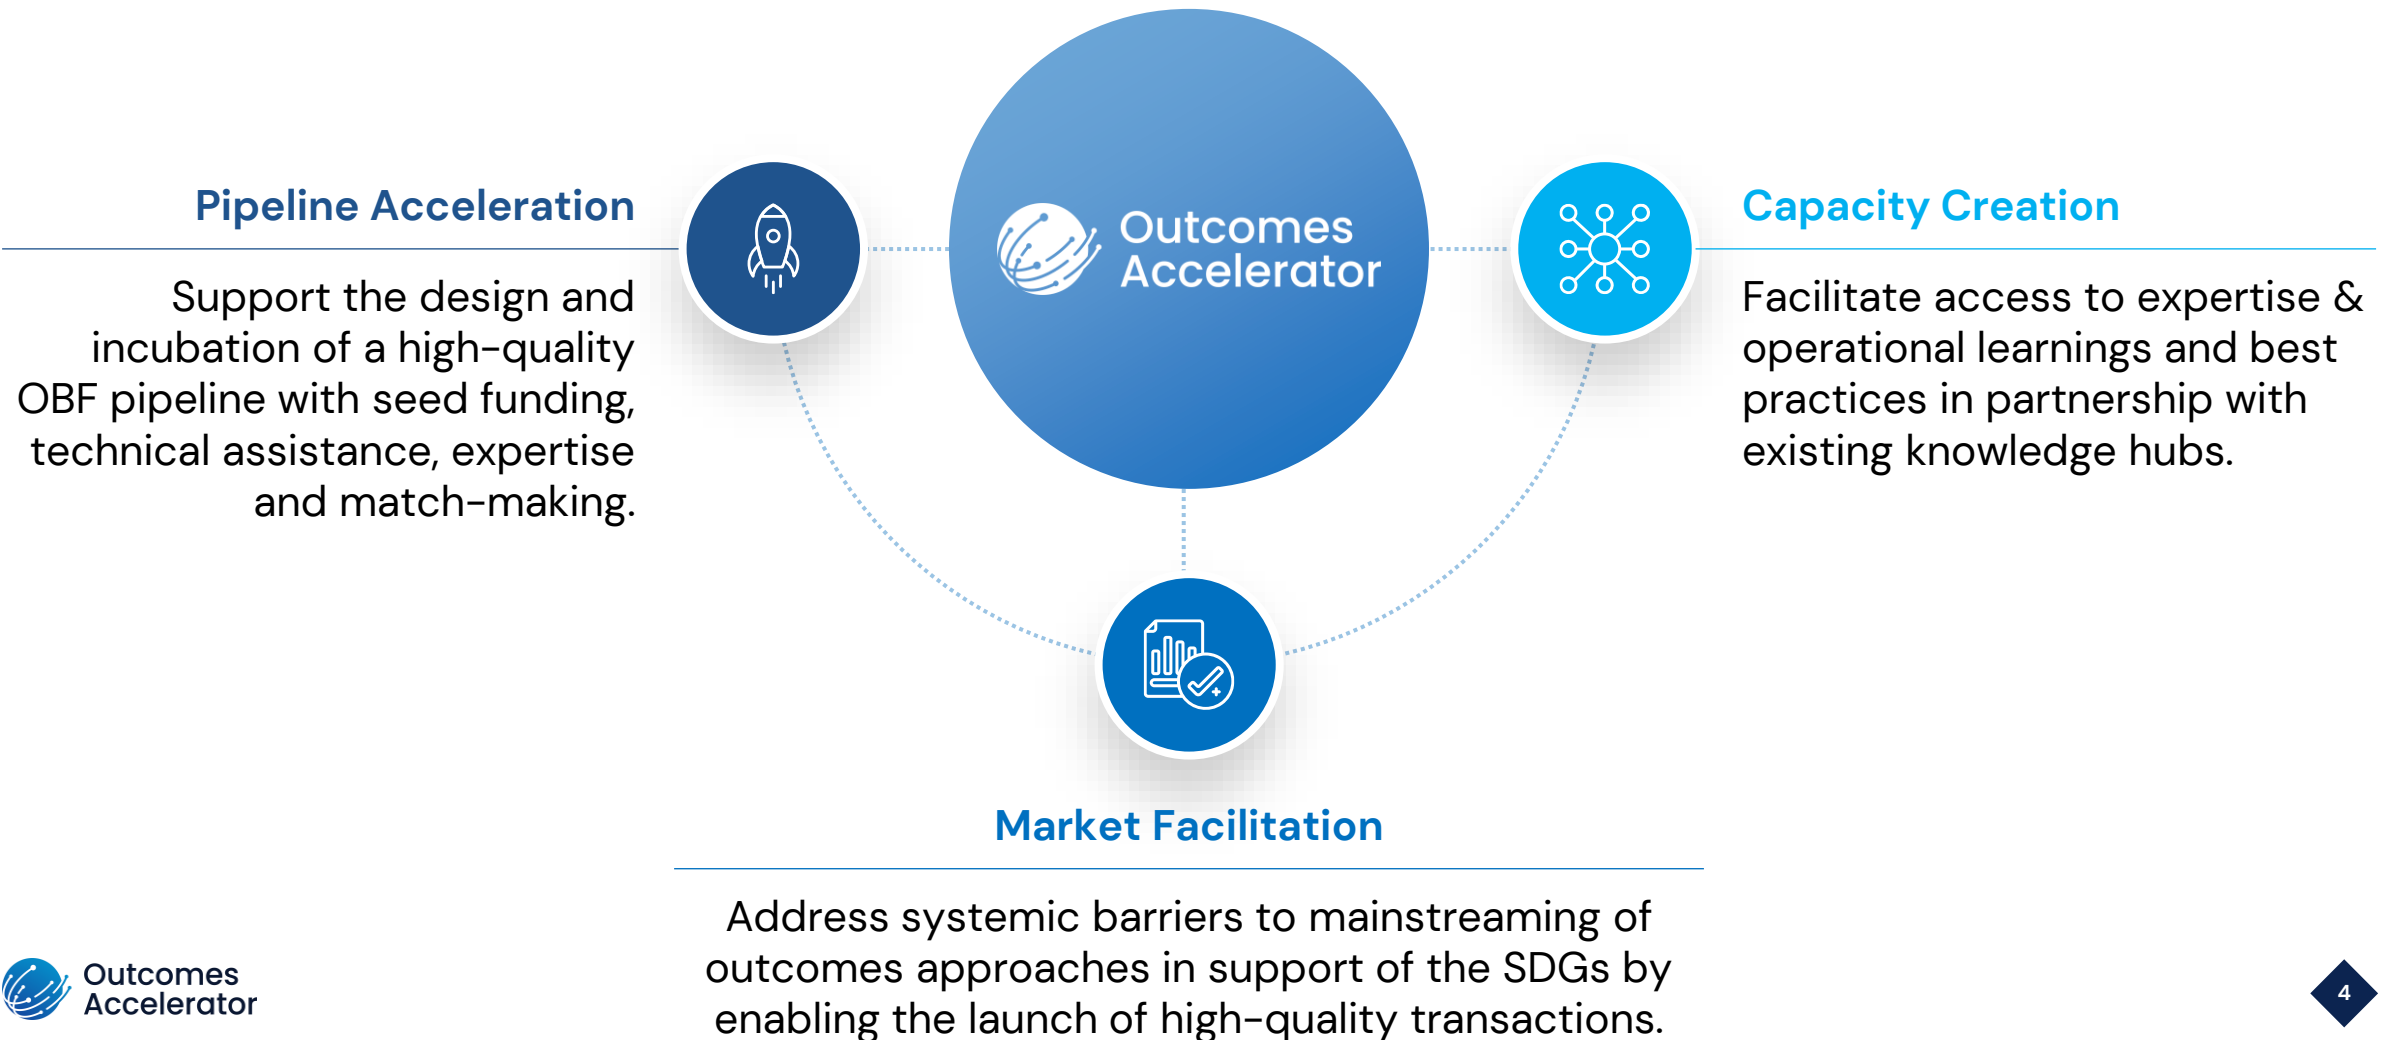 Outcomes
Accelerator
Pipeline Acceleration
Support the design and
incubation of a high-quality
OBF pipeline with seed funding,
technical assistance, expertise
and match-making.
Capacity Creation
Facilitate access to expertise &
operational learnings and best
practices in partnership with
existing knowledge hubs.
Market Facilitation
Address systemic barriers to mainstreaming of
outcomes approaches in support of the SDGs by
enabling the launch of high-quality transactions.
Outcomes
Accelerator
4